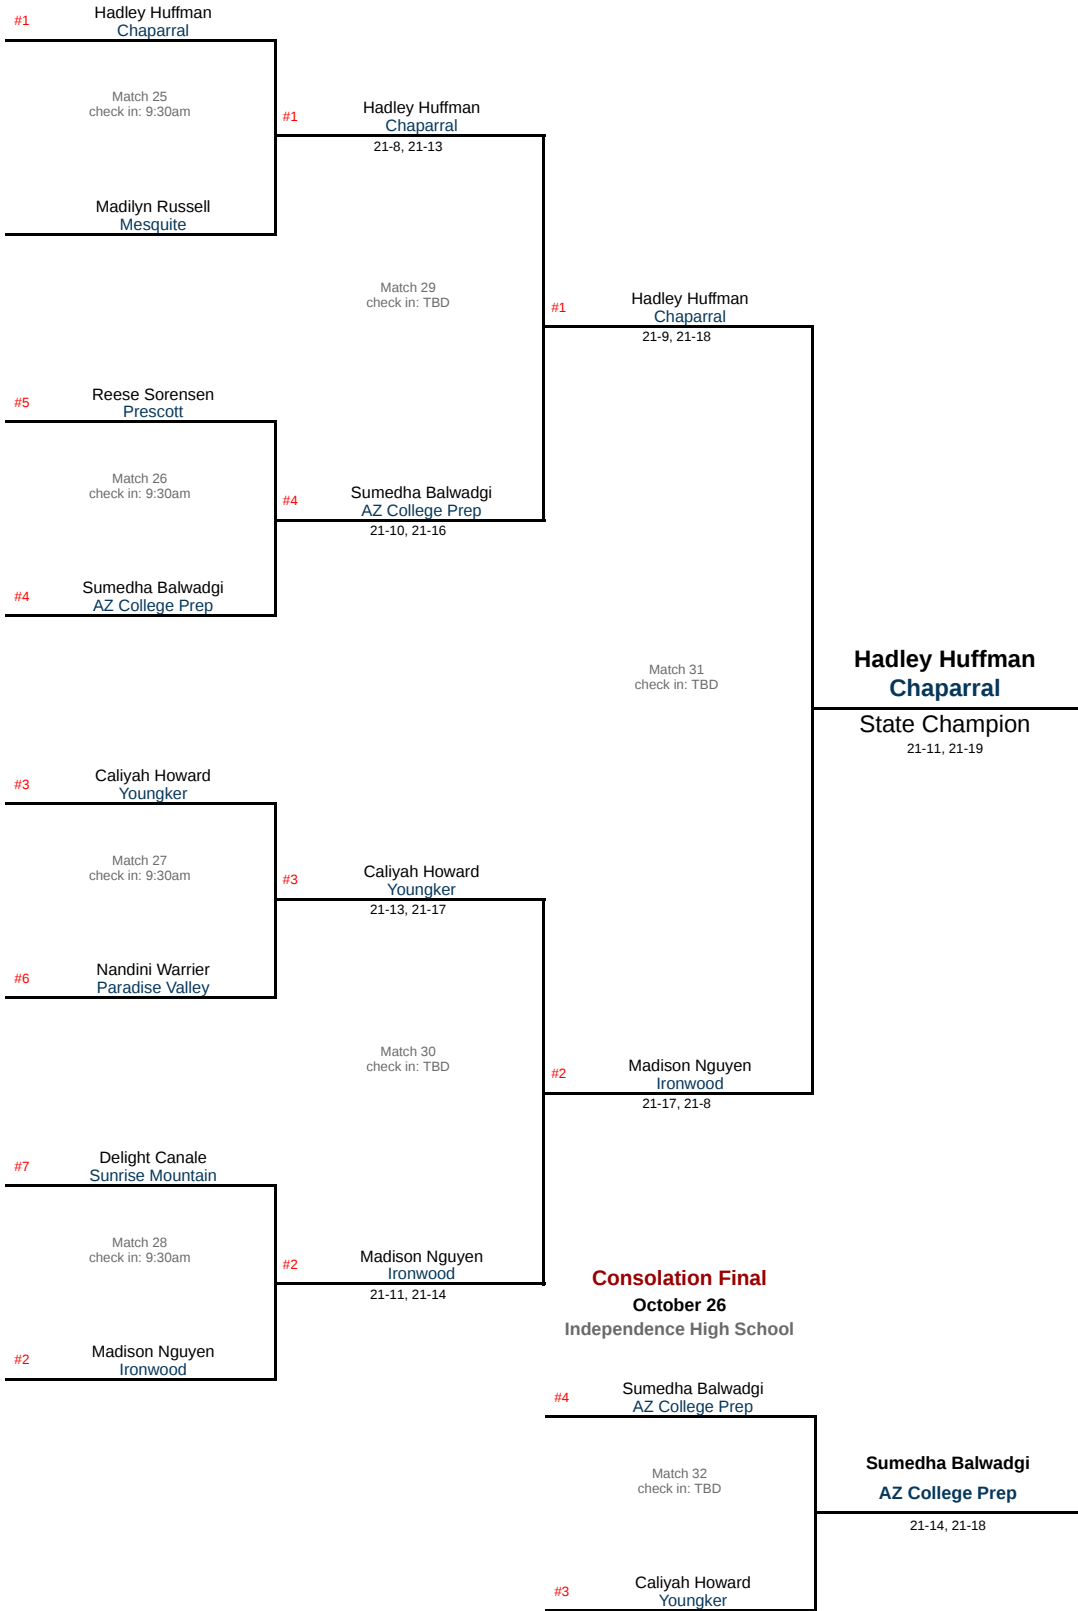 #1
Hadley Huffman
Chaparral
Match 25
check in: 9:30am
Madilyn Russell
Mesquite
#1
Hadley Huffman
Chaparral
21-8, 21-13
Match 29
check in: TBD
#5
Reese Sorensen
Prescott
Match 26
check in: 9:30am
#4
Sumedha Balwadgi
AZ College Prep
#4
Sumedha Balwadgi
AZ College Prep
21-10, 21-16
#1
Hadley Huffman
Chaparral
21-9, 21-18
Match 31
check in: TBD
Hadley Huffman
Chaparral
State Champion
21-11, 21-19
#3
Caliyah Howard
Youngker
Match 27
check in: 9:30am
#6
Nandini Warrier
Paradise Valley
#3
Caliyah Howard
Youngker
21-13, 21-17
Match 30
check in: TBD
#7
Delight Canale
Sunrise Mountain
Match 28
check in: 9:30am
#2
Madison Nguyen
Ironwood
#2
Madison Nguyen
Ironwood
21-11, 21-14
#2
Madison Nguyen
Ironwood
21-17, 21-8
Consolation Final
October 26
Independence High School
#4
Sumedha Balwadgi
AZ College Prep
Match 32
check in: TBD
#3
Caliyah Howard
Youngker
Sumedha Balwadgi
AZ College Prep
21-14, 21-18